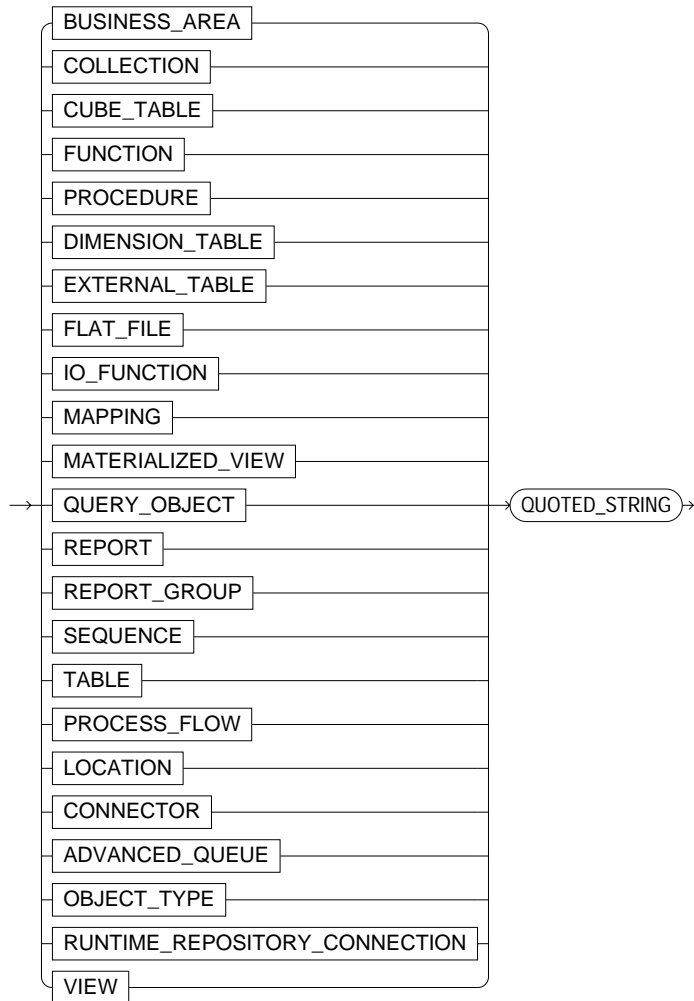 BUSINESS_AREA
COLLECTION
CUBE_TABLE
FUNCTION
PROCEDURE
DIMENSION_TABLE
EXTERNAL_TABLE
FLAT_FILE
IO_FUNCTION
MAPPING
MATERIALIZED_VIEW
QUERY_OBJECT QUOTED_STRING
REPORT
REPORT_GROUP
SEQUENCE
TABLE
PROCESS_FLOW
LOCATION
CONNECTOR
ADVANCED_QUEUE
OBJECT_TYPE
RUNTIME_REPOSITORY_CONNECTION
VIEW